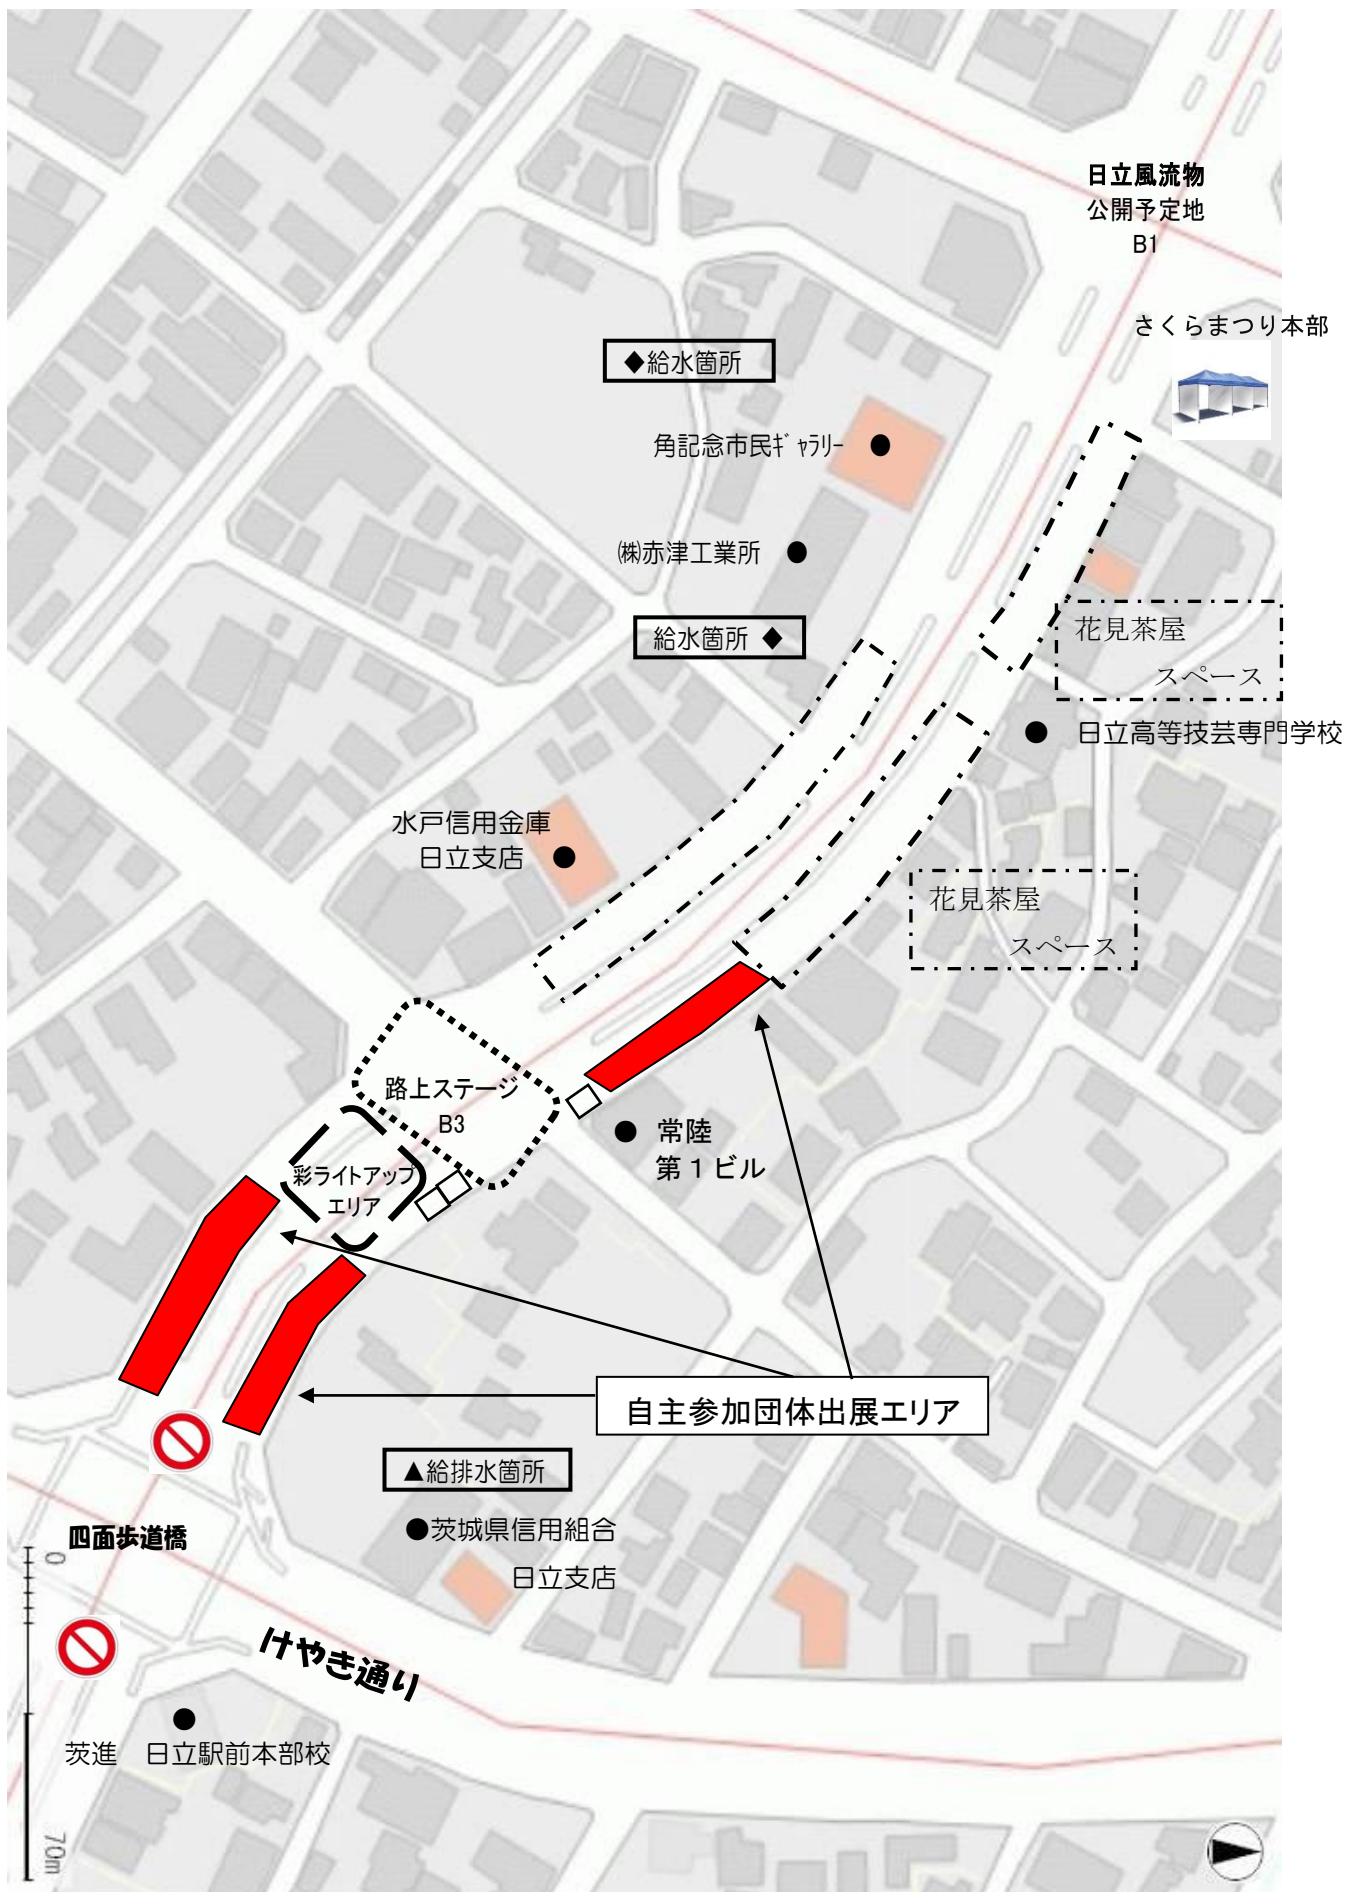 日立風流物
公開予定地
B1
さくらまつり本部
◆給水箇所
角記念市民ｷﾞｬﾗﾘｰ
㈱赤津工業所
給水箇所 ◆
花見茶屋
スペース
日立高等技芸専門学校
水戸信用金庫
日立支店
花見茶屋
スペース
路上ステージ
B3
常陸
第１ビル
彩ライトアップ
エリア
自主参加団体出展エリア
▲給排水箇所
●茨城県信用組合
日立支店
四面歩道橋
0
けやき通り
茨進　日立駅前本部校
70m